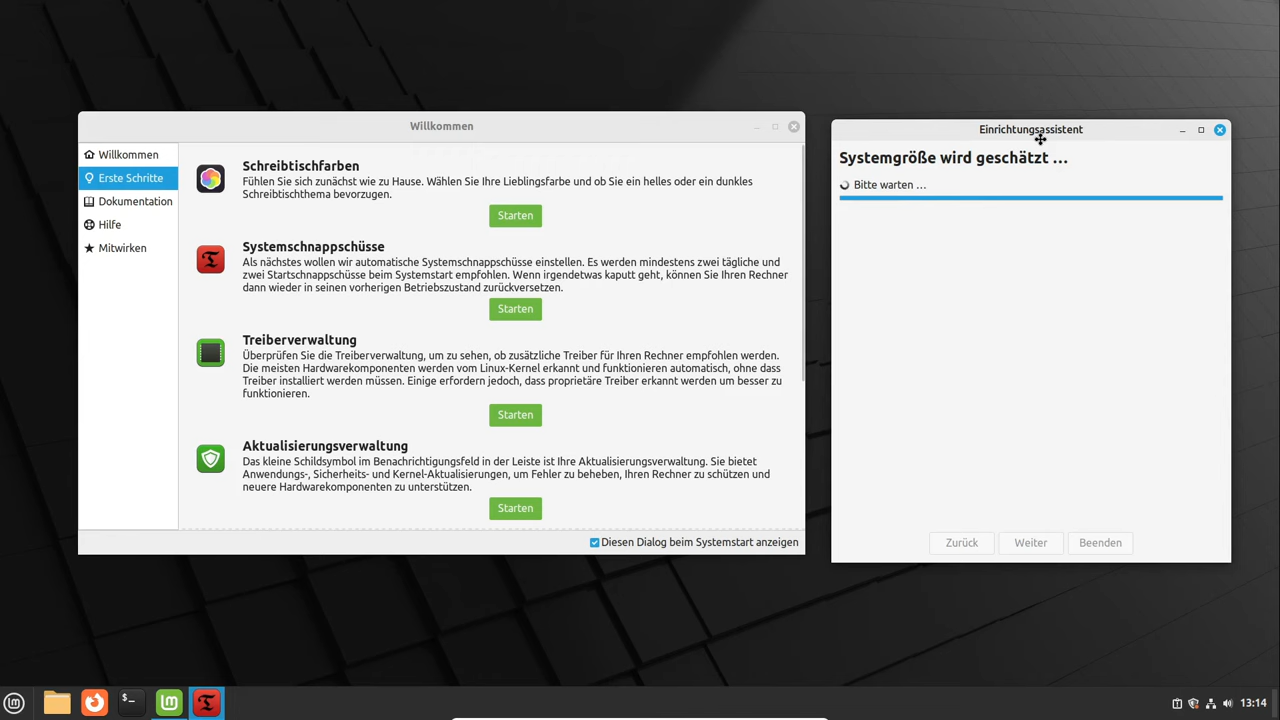 Willkommen
Willkommen
Erste Schritte
Dokumentation
Hilfe
Mitwirken
Schreibtischfarben
Fühlen Sie sich zunächst wie zu Hause. Wählen Sie Ihre Lieblingsfarbe und ob Sie ein helles oder ein dunkles
Schreibtischthema bevorzugen.
Starten
Systemschnappschüsse
Als nächstes wollen wir automatische Systemschnappschüsse einstellen. Es werden mindestens zwei tägliche und
zwei Startschnappschüsse beim Systemstart empfohlen. Wenn irgendetwas kaputt geht, können Sie Ihren Rechner
dann wieder in seinen vorherigen Betriebszustand zurückversetzen.
Starten
Treiberverwaltung
Überprüfen Sie die Treiberverwaltung, um zu sehen, ob zusätzliche Treiber für Ihren Rechner empfohlen werden.
Die meisten Hardwarekomponenten werden vom Linux-Kernel erkannt und funktionieren automatisch, ohne dass
Treiber installiert werden müssen. Einige erfordern jedoch, dass proprietäre Treiber erkannt werden um besser zu
funktionieren.
Starten
Aktualisierungsverwaltung
Das kleine Schildsymbol im Benachrichtigungsfeld in der Leiste ist Ihre Aktualisierungsverwaltung. Sie bietet
Anwendungs-, Sicherheits- und Kernel-Aktualisierungen, um Fehler zu beheben, Ihren Rechner zu schützen und
neuere Hardwarekomponenten zu unterstützen.
Starten
Diesen Dialog beim Systemstart anzeigen
Einrichtungsassistent
Systemgröße wird geschätzt …
Bitte warten …
Zurück
Weiter
Beenden
13:14